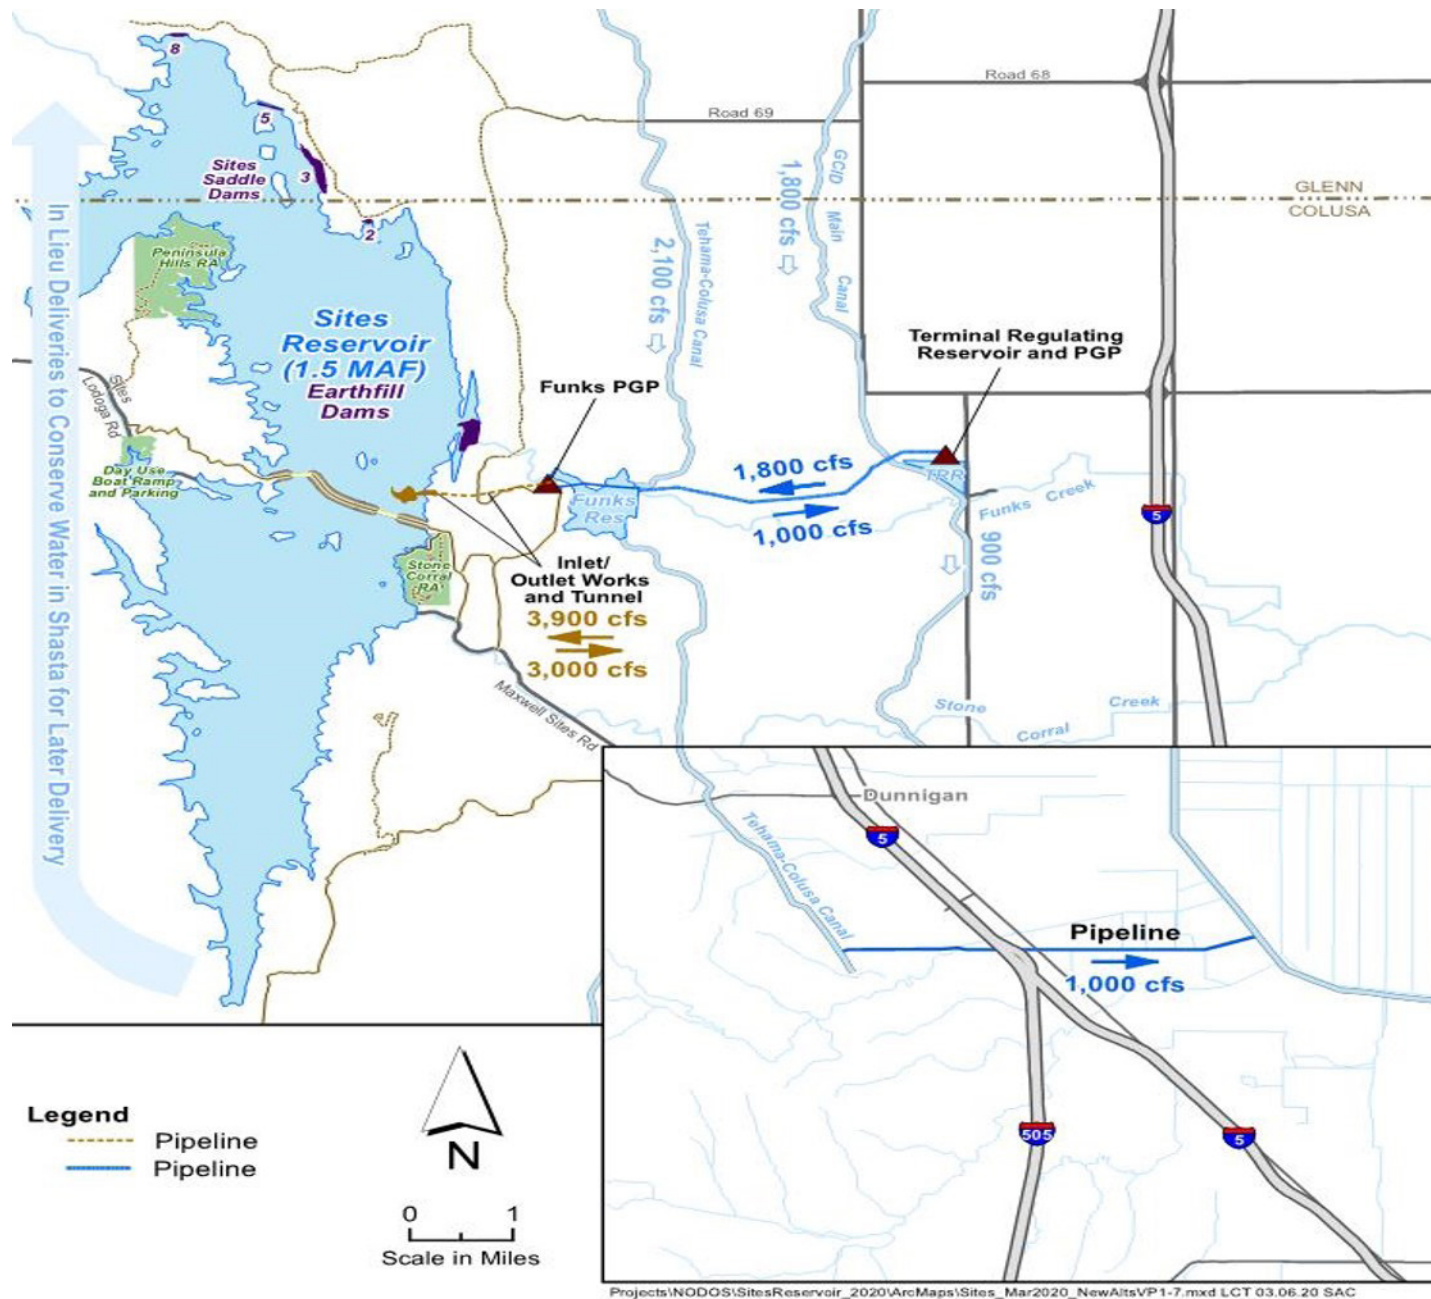 8
5
Sites
Saddle
Dams
3
2
Road 68
Road 69
GLENN
COLUSA
GCID Main Canal
1,800 cfs
Tehama-Colusa Canal
2,100 cfs
In Lieu Deliveries to Conserve Water in Shasta for Later Delivery
Peninsula
Hills RA
Sites
Reservoir
(1.5 MAF)
Earthfill
Dams
Terminal Regulating
Reservoir and PGP
Funks PGP
Sites
Lodoga Rd
Day Use
Boat Ramp
and Parking
1,800 cfs
1,000 cfs
TRR
Funks
Res
Funks Creek
5
900 cfs
Inlet/
Outlet Works
and Tunnel
3,900 cfs
3,000 cfs
Stone
Corral
RA
Maxwell Sites Rd
Stone Corral Creek
Dunnigan
5
Tehama-Colusa Canal
Pipeline
1,000 cfs
505
5
Legend
Pipeline
Pipeline
N
0 1
Scale in Miles
Projects\NODOS\SitesReservoir_2020\ArcMaps\Sites_Mar2020_NewAltsVP1-7.mxd LCT 03.06.20 SAC